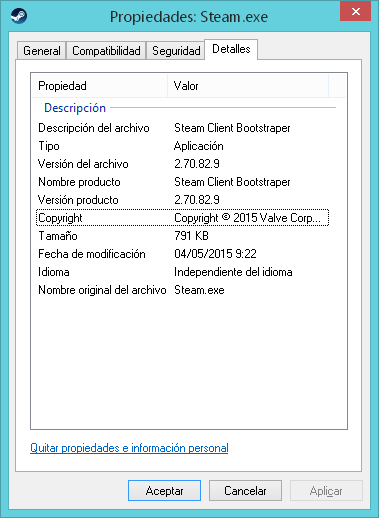 Propiedades: Steam.exe
General Compatibilidad Seguridad Detalles
Propiedad Valor
Descripción
Descripción del archivo Steam Client Bootstraper
Tipo Aplicación
Versión del archivo 2.70.82.9
Nombre producto Steam Client Bootstraper
Versión producto 2.70.82.9
Copyright Copyright © 2015 Valve Corp...
Tamaño 791 KB
Fecha de modificación 04/05/2015 9:22
Idioma Independiente del idioma
Nombre original del archivo Steam.exe
Quitar propiedades e información personal
Aceptar Cancelar Aplicar